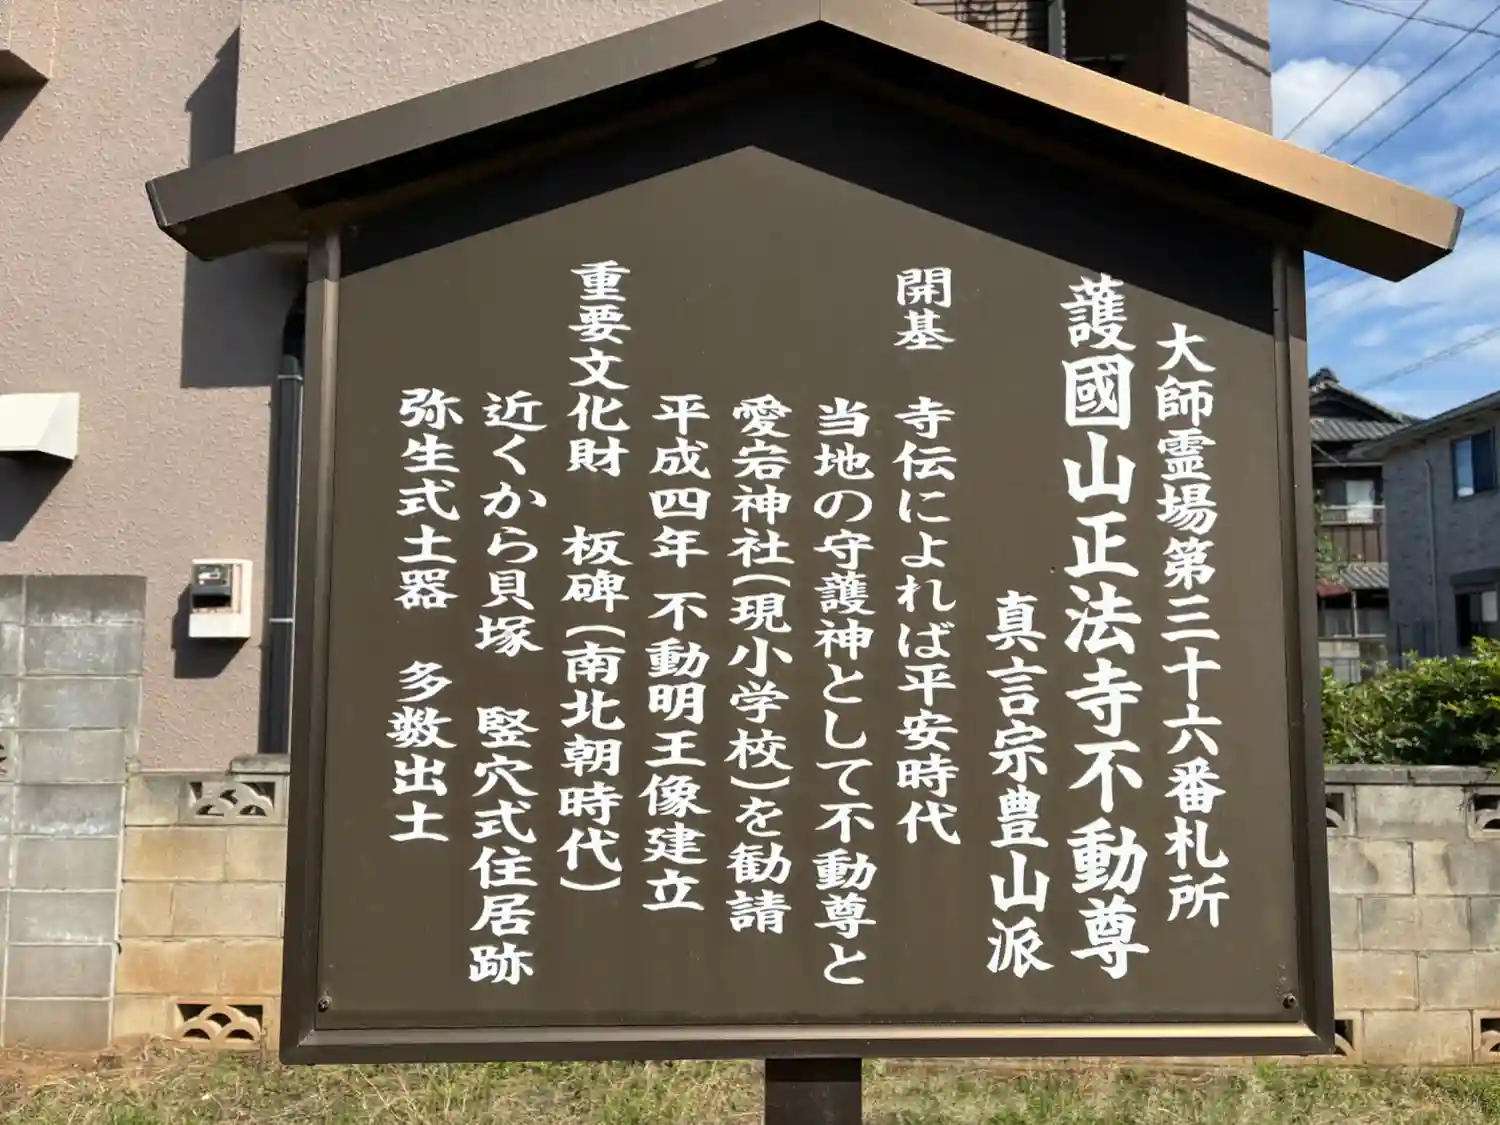 大師霊場第三十六番札所
護國山正法寺不動尊
真言宗豊山派
開基 寺伝によれば平安時代
当地の守護神として不動尊と
愛宕神社(現小学校)を勧請
平成四年 不動明王像建立
重要文化財 板碑(南北朝時代)
近くから貝塚 竪穴式住居跡
弥生式土器 多数出土